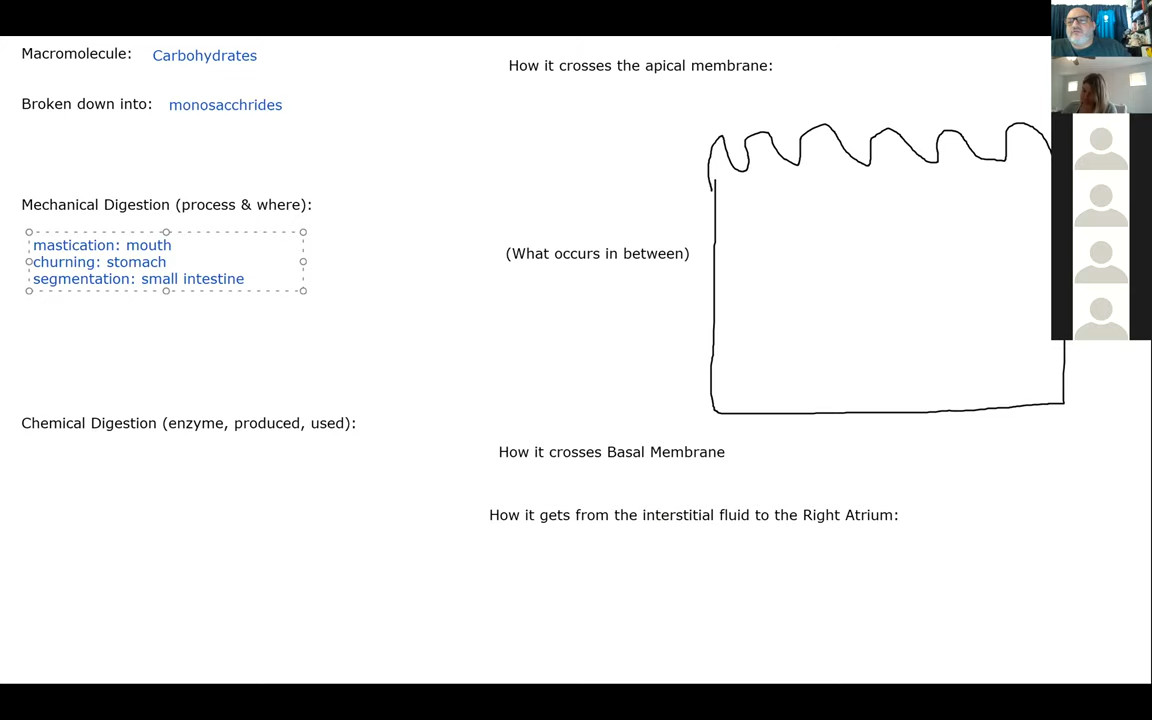 Macromolecule: Carbohydrates
Broken down into: monosacchrides
Mechanical Digestion (process & where):
mastication: mouth
churning: stomach
segmentation: small intestine
Chemical Digestion (enzyme, produced, used):
How it crosses the apical membrane:
(What occurs in between)
How it crosses Basal Membrane
How it gets from the interstitial fluid to the Right Atrium: